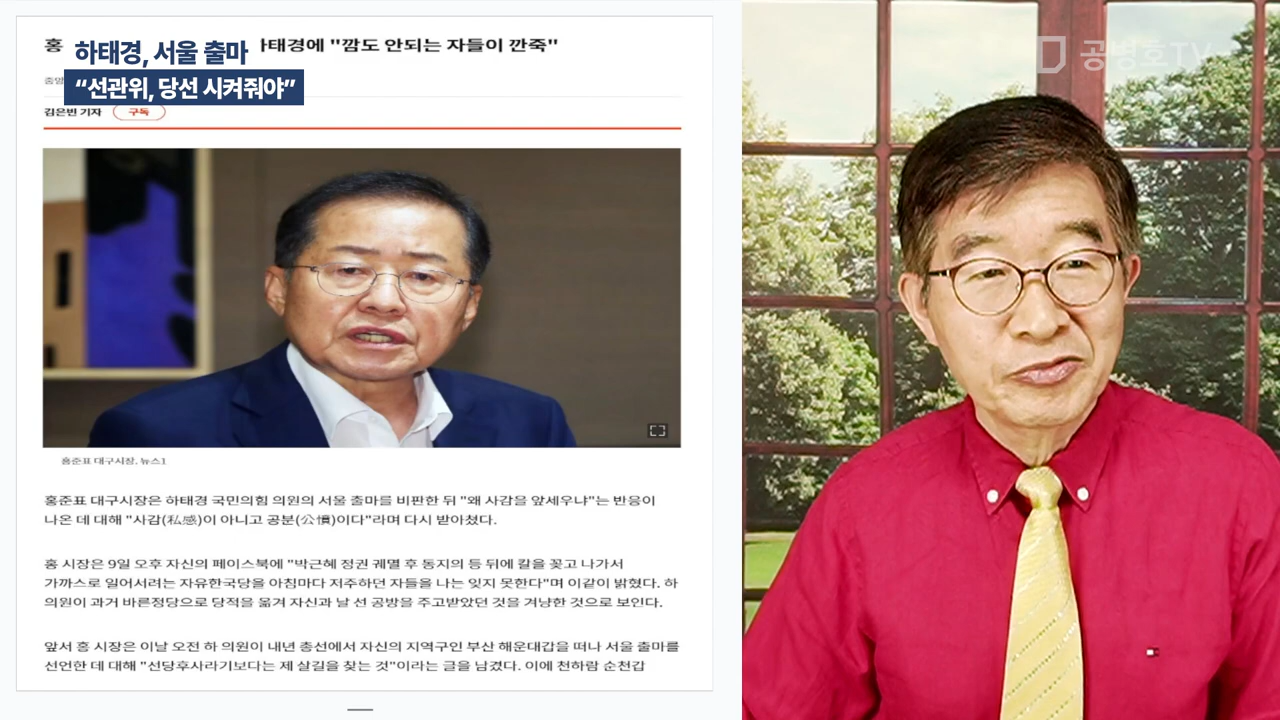 홍
하태경, 서울 출마
하태경에 "깜도 안되는 자들이 깐죽"
중앙
“선관위, 당선 시켜줘야”
김은빈 기자
구독
공병호TV
홍준표 대구시장. 뉴스1
홍준표 대구시장은 하태경 국민의힘 의원의 서울 출마를 비판한 뒤 "왜 사감을 앞세우냐"는 반응이
나온 데 대해 "사감(私感)이 아니고 공분(公憤)이다"라며 다시 받아쳤다.
홍 시장은 9일 오후 자신의 페이스북에 "박근혜 정권 궤멸 후 동지의 등 뒤에 칼을 꽂고 나가서
가까스로 일어서려는 자유한국당을 아침마다 저주하던 자들을 나는 잊지 못한다"며 이같이 밝혔다. 하
의원이 과거 바른정당으로 당적을 옮겨 자신과 날 선 공방을 주고받았던 것을 겨냥한 것으로 보인다.
앞서 홍 시장은 이날 오전 하 의원이 내년 총선에서 자신의 지역구인 부산 해운대갑을 떠나 서울 출마를
선언한 데 대해 "선당후사라기보다는 제 살길을 찾는 것"이라는 글을 남겼다. 이에 천하람 순천갑